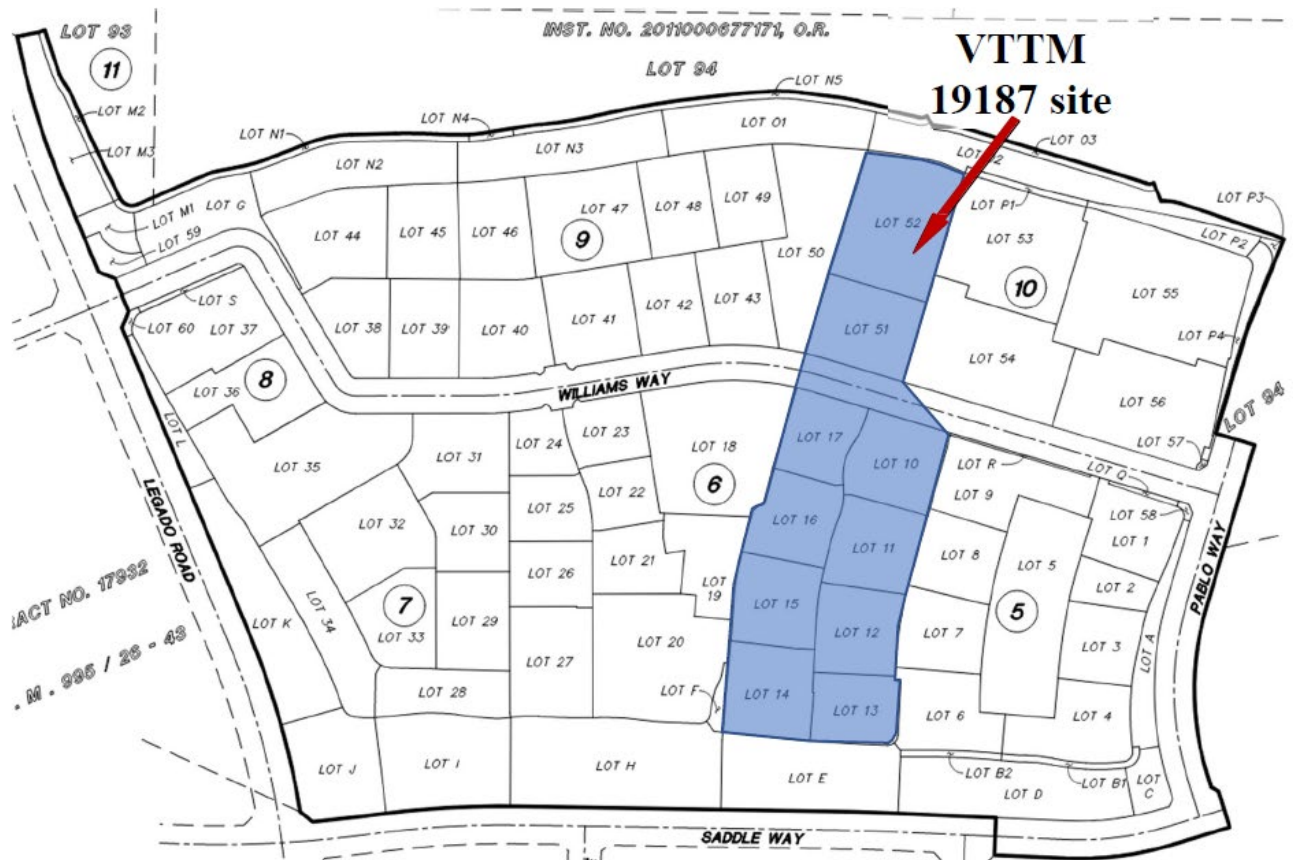 LOT 93
11
INST. NO. 2011000677171, O.R.
LOT 94
VTTM
19187 site
LOT M2
LOT M3
LOT N1
LOT N4
LOT N5
LOT O1
LOT O3
LOT N2
LOT N3
LOT P1
LOT P3
LOT P2
LOT M1
LOT G
LOT 59
LOT 44
LOT 45
LOT 46
LOT 47
9
LOT 48
LOT 49
LOT 50
LOT 52
LOT 53
10
LOT 55
LOT S
LOT 60
LOT 37
LOT 38
LOT 39
LOT 40
LOT 41
LOT 42
LOT 43
LOT 51
LOT 54
LOT P4
LOT 36
8
WILLIAMS WAY
LOT 56
LOT 94
LOT L
LOT 35
LOT 31
LOT 24
LOT 23
LOT 18
6
LOT 17
LOT 10
LOT R
LOT 9
LOT Q
LOT 57
LEGADO ROAD
LOT 32
LOT 30
LOT 25
LOT 22
LOT 16
LOT 11
LOT 8
LOT 5
LOT 58
LOT 1
PABLO WAY
LOT K
LOT 34
7
LOT 33
LOT 29
LOT 26
LOT 21
LOT
19
LOT 15
LOT 12
LOT 7
5
LOT 2
LOT 3
LOT A
ACT NO. 17932
. M . 995 / 26 - 43
LOT 28
LOT 27
LOT 20
LOT F
LOT 14
LOT 13
LOT 6
LOT 4
LOT J
LOT I
LOT H
LOT E
LOT B2
LOT D
LOT B1
LOT
C
SADDLE WAY